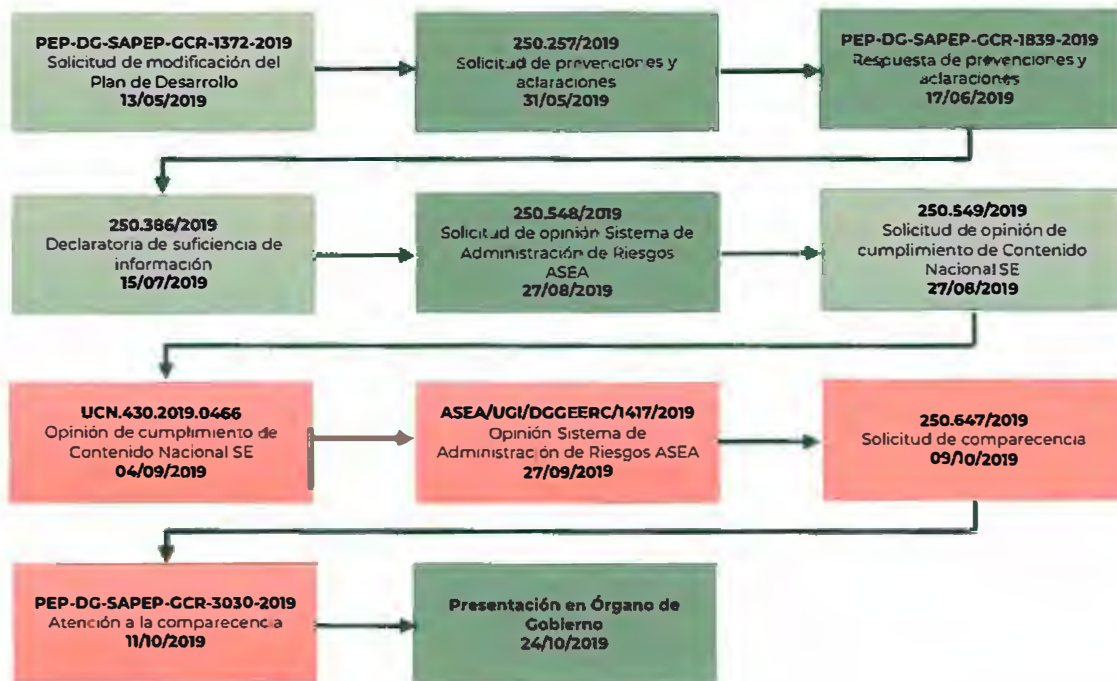 PEP-DG-SAPEP-GCR-1372-2019
Solicitud de modificación del
Plan de Desarrollo
13/05/2019
250.257/2019
Solicitud de prevenciones y
aclaraciones
31/05/2019
PEP-DG-SAPEP-GCR-1839-2019
Respuesta de prevenciones y
aclaraciones
17/06/2019
250.386/2019
Declaratoria de suficiencia de
información
15/07/2019
250.548/2019
Solicitud de opinión Sistema de
Administración de Riesgos
ASEA
27/08/2019
250.549/2019
Solicitud de opinión de
cumplimiento de Contenido
Nacional SE
27/08/2019
UCN.430.2019.0466
Opinión de cumplimiento de
Contenido Nacional SE
04/09/2019
ASEA/UGI/DGGEERC/1417/2019
Opinión Sistema de
Administración de Riesgos ASEA
27/09/2019
250.647/2019
Solicitud de comparecencia
09/10/2019
PEP-DG-SAPEP-GCR-3030-2019
Atención a la comparecencia
11/10/2019
Presentación en Órgano de
Gobierno
24/10/2019